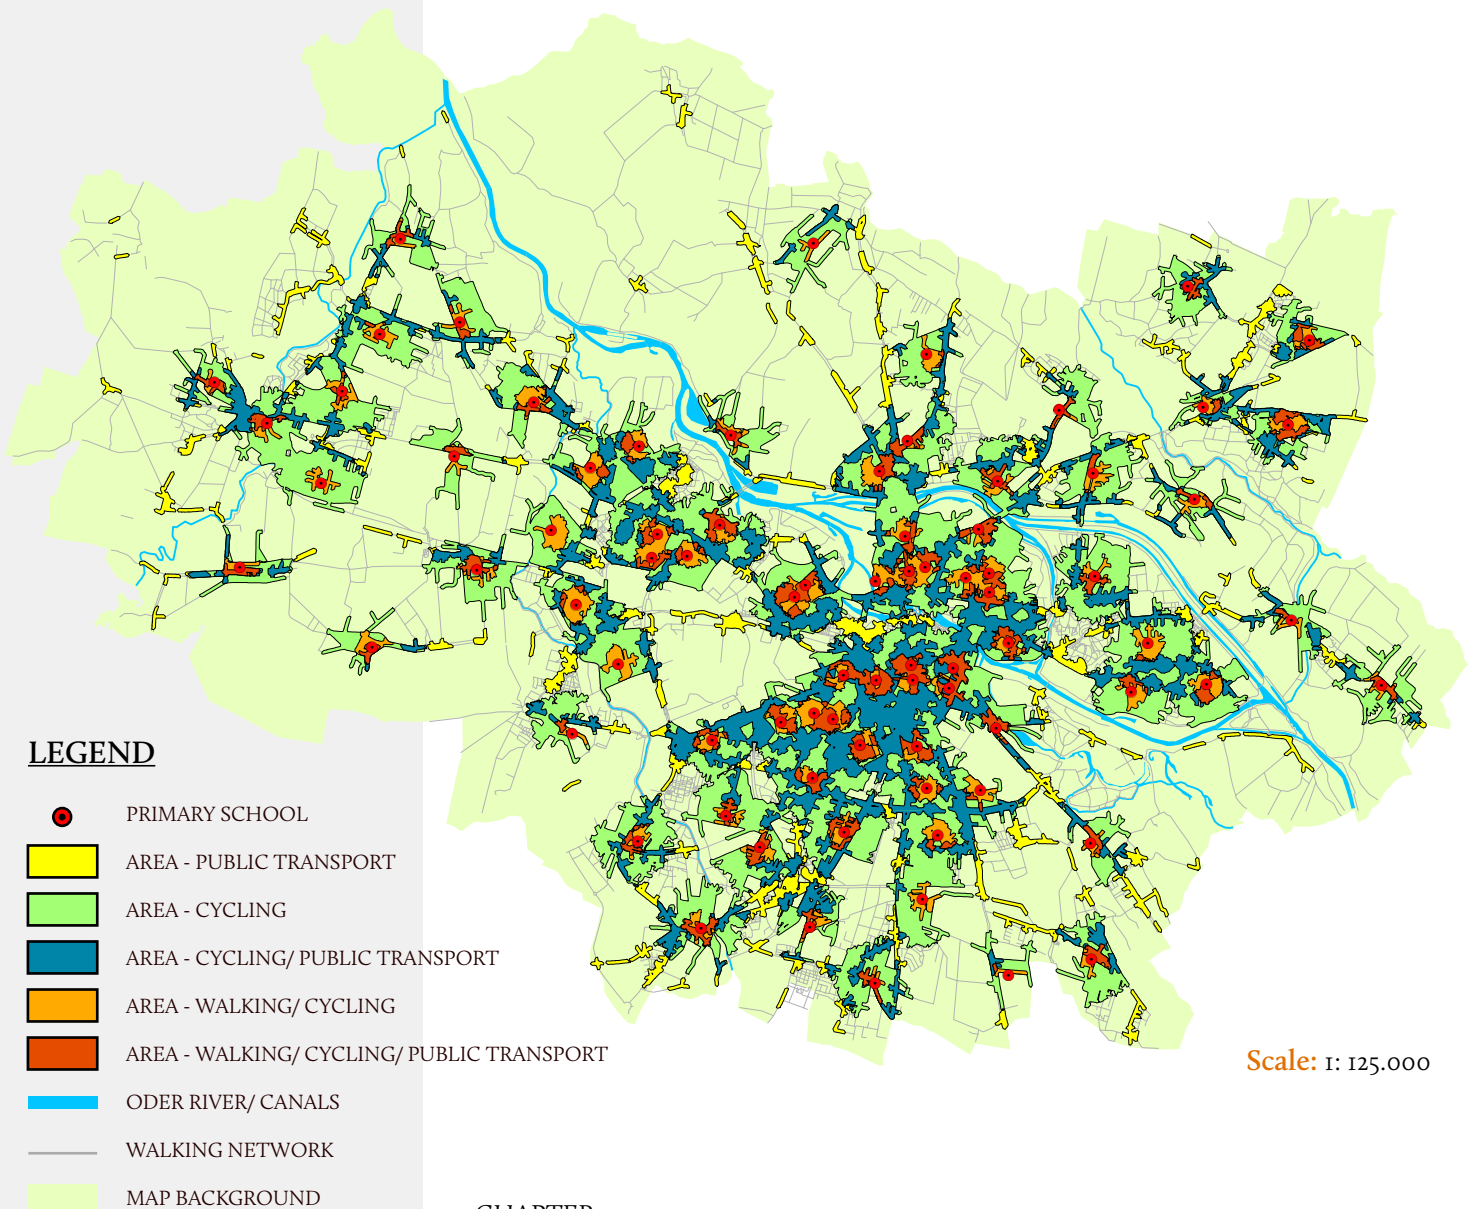 LEGEND
PRIMARY SCHOOL
AREA - PUBLIC TRANSPORT
AREA - CYCLING
AREA - CYCLING/ PUBLIC TRANSPORT
AREA - WALKING/ CYCLING
AREA - WALKING/ CYCLING/ PUBLIC TRANSPORT
ODER RIVER/ CANALS
WALKING NETWORK
MAP BACKGROUND
Scale: 1: 125.000
CHAPTER